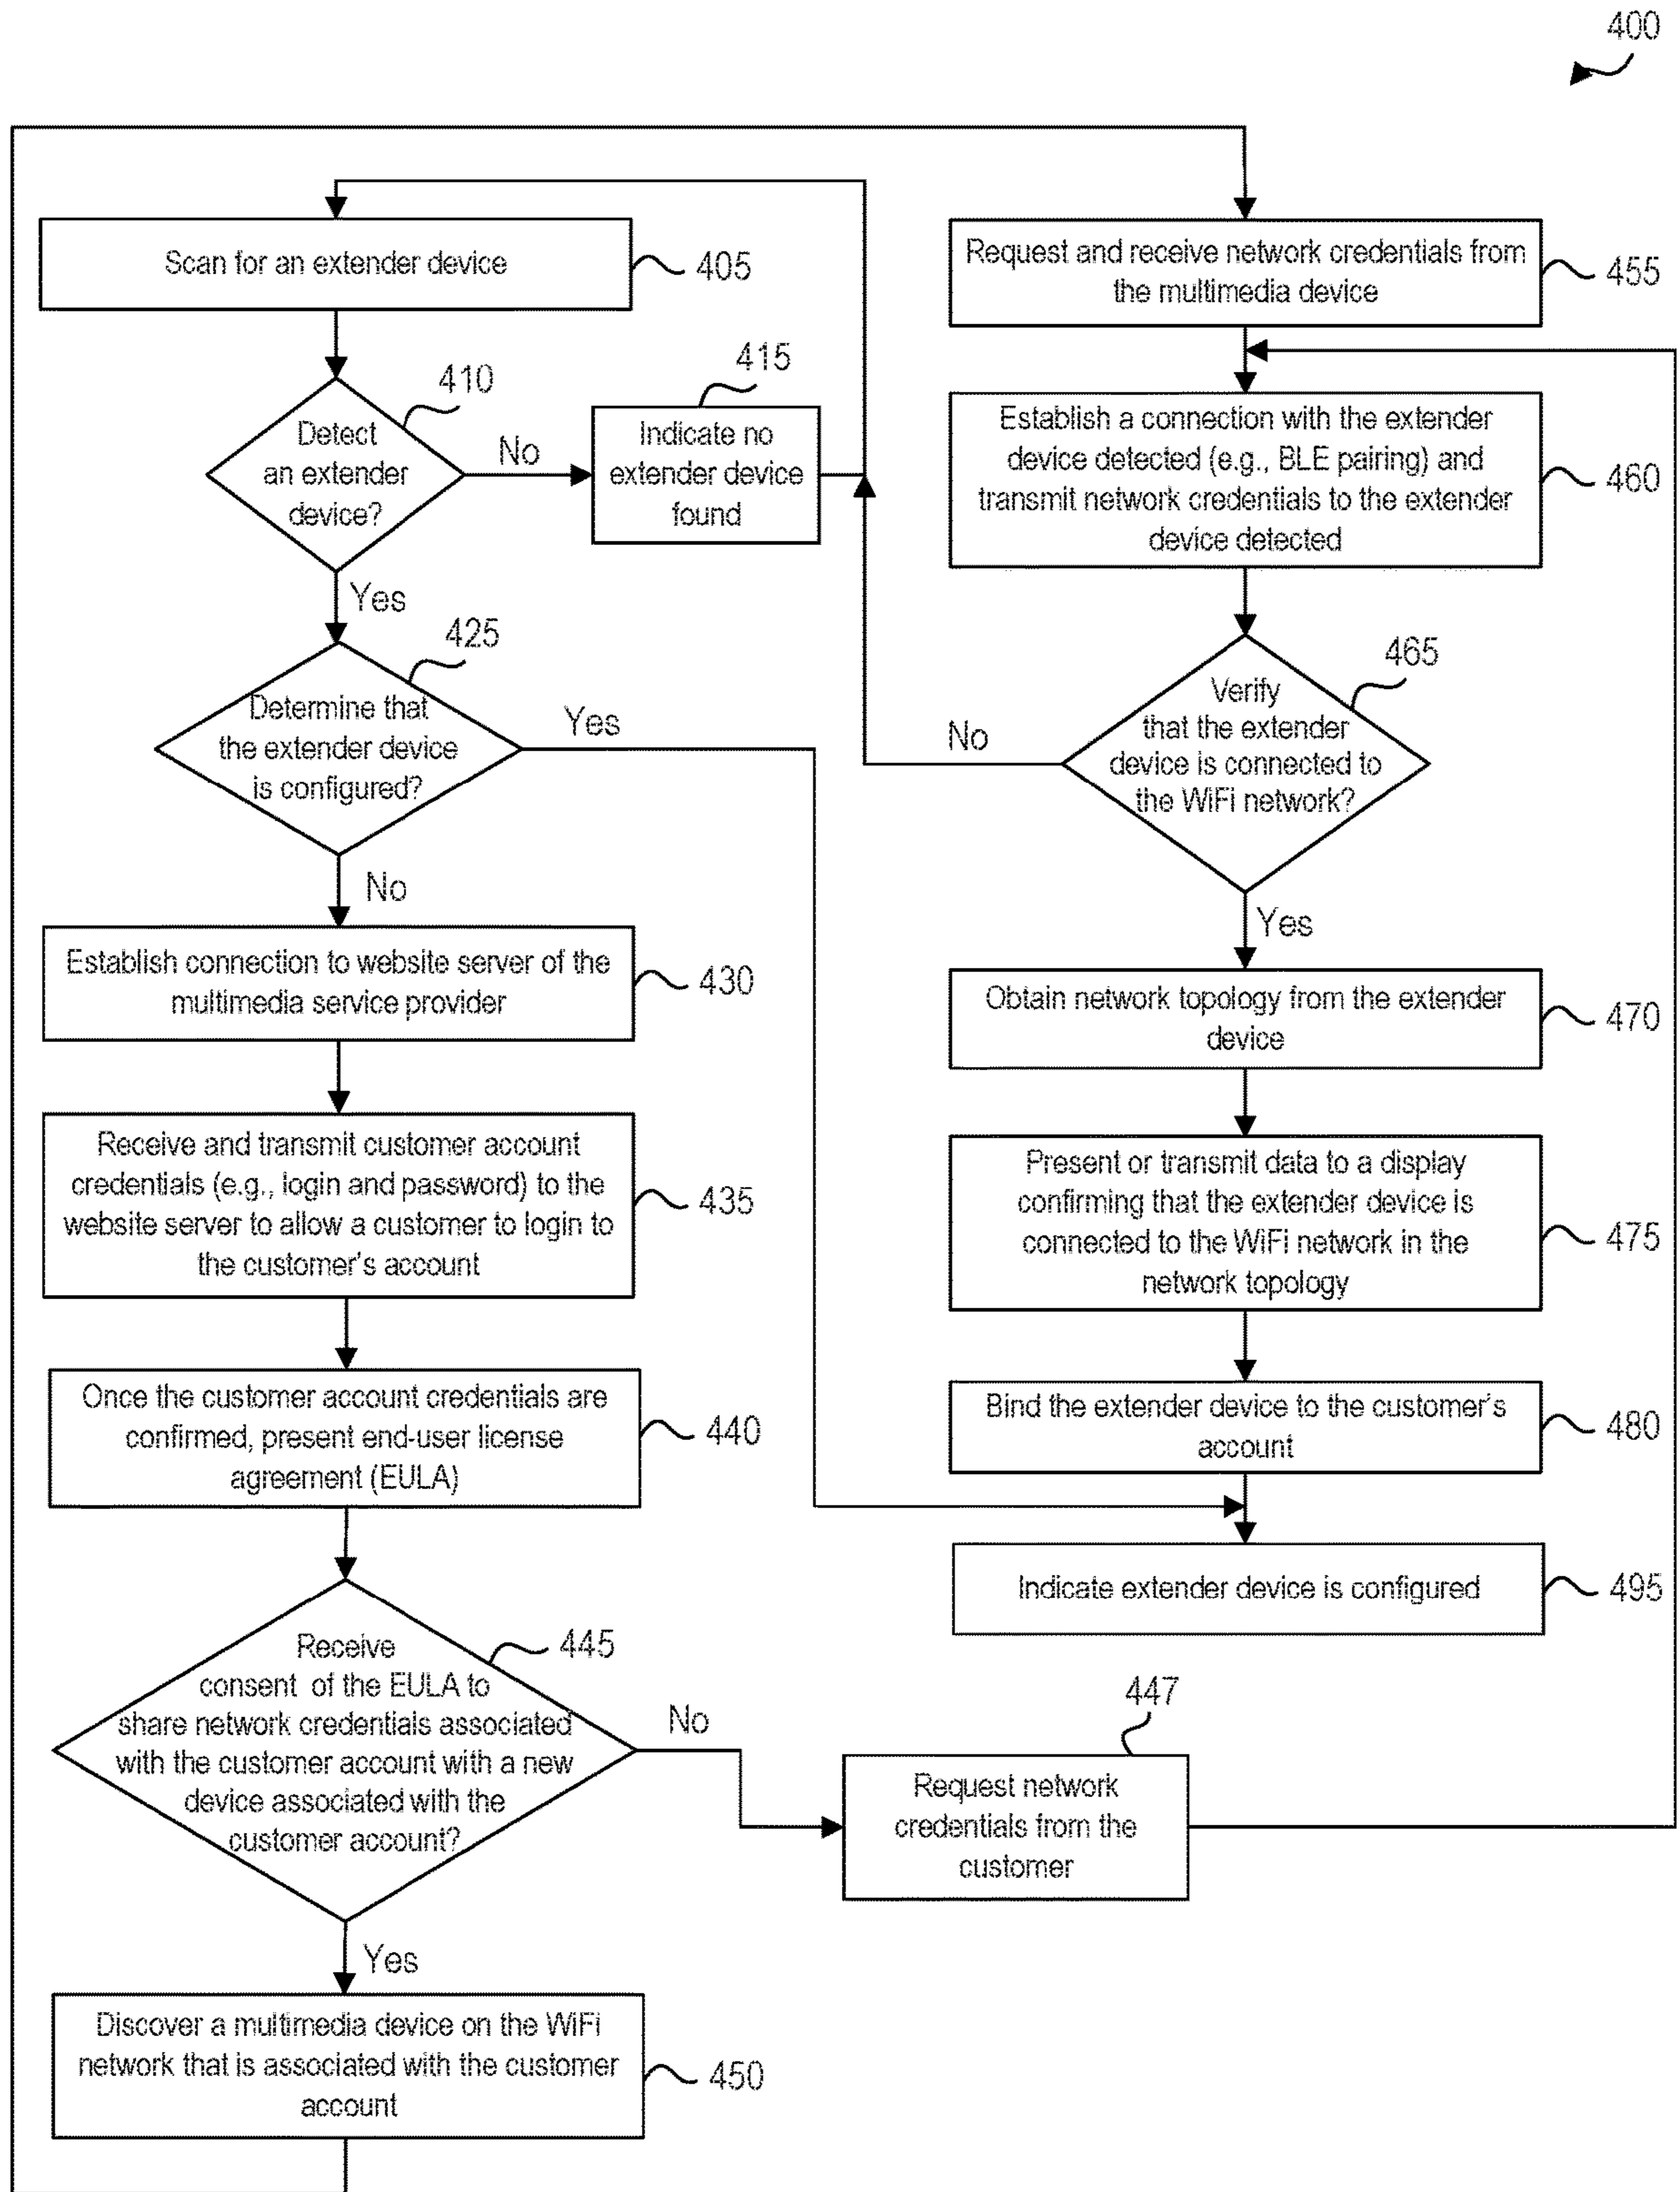 400
Scan for an extender device
405
Detect
an extender
device?
410
No
415
Indicate no
extender device
found
Yes
425
Determine that
the extender device
is configured?
Yes
No
Establish connection to website server of the
multimedia service provider
430
Receive and transmit customer account
credentials (e.g., login and password) to the
website server to allow a customer to login to
the customer's account
435
Once the customer account credentials are
confirmed, present end-user license
agreement (EULA)
440
Receive
consent of the EULA to
share network credentials associated
with the customer account with a new
device associated with the
customer account?
445
No
447
Request network
credentials from the
customer
Yes
Discover a multimedia device on the WiFi
network that is associated with the customer
account
450
Request and receive network credentials from
the multimedia device
455
Establish a connection with the extender
device detected (e.g., BLE pairing) and
transmit network credentials to the extender
device detected
460
Verify
that the extender
device is connected to
the WiFi network?
465
No
Yes
Obtain network topology from the extender
device
470
Present or transmit data to a display
confirming that the extender device is
connected to the WiFi network in the
network topology
475
Bind the extender device to the customer's
account
480
Indicate extender device is configured
495